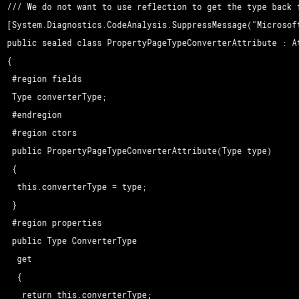 /// We do not want to use reflection to get the type back
[System.Diagnostics.CodeAnalysis.SuppressMessage("Microsoft
public sealed class PropertyPageTypeConverterAttribute :
{
#region fields
Type converterType;
#endregion
#region ctors
public PropertyPageTypeConverterAttribute(Type type)
{
this.converterType = type;
}
#region properties
public Type ConverterType
get
{
return this.converterType;